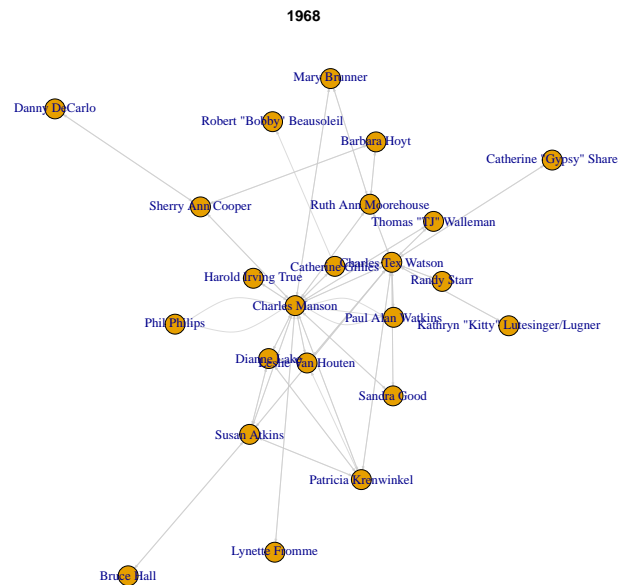 1968
Mary Brunner
Danny DeCarlo
Robert "Bobby" Beausoleil
Barbara Hoyt
Catherine "Gypsy" Share
Sherry Ann Cooper
Ruth Ann Moorehouse
Thomas "TJ" Walleman
Catherine Gillies
Charles Tex Watson
Harold Irving True
Randy Starr
Charles Manson
Phil Philips
Paul Alan Watkins
Kathryn "Kitty" Lutesinger/Lugner
Dianne Lake
Leslie Van Houten
Sandra Good
Susan Atkins
Patricia Krenwinkel
Lynette Fromme
Bruce Hall